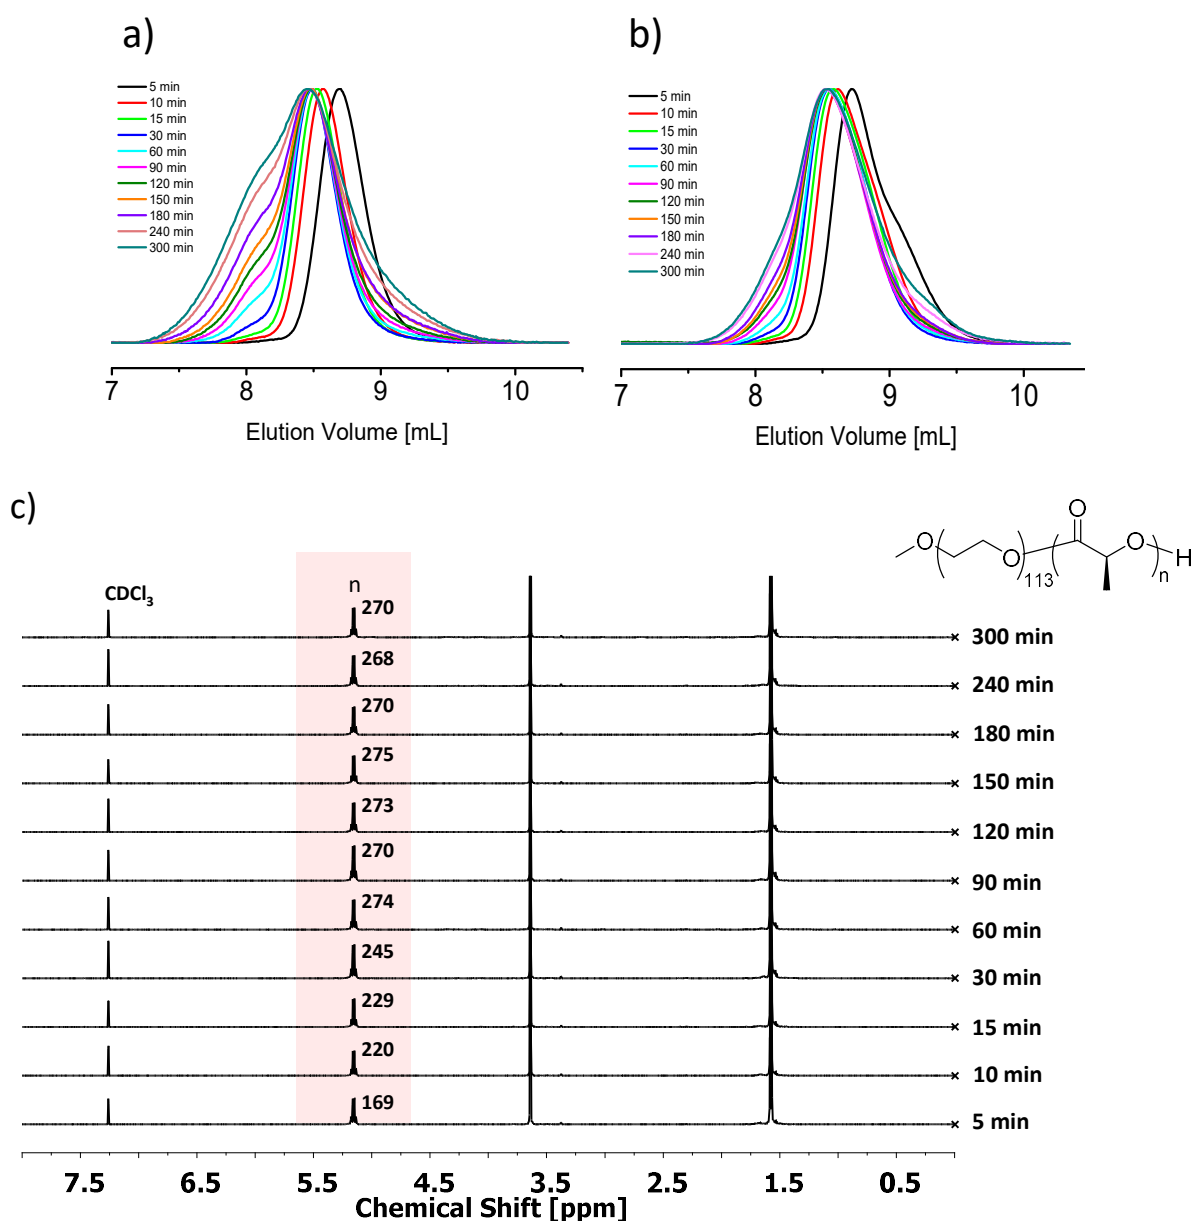 a)
5 min
10 min
15 min
30 min
60 min
90 min
120 min
150 min
180 min
240 min
300 min
7 8 9 10
Elution Volume [mL]
b)
5 min
10 min
15 min
30 min
60 min
90 min
120 min
150 min
180 min
240 min
300 min
7 8 9 10
Elution Volume [mL]
c)
O
O O O H
113 n
CDCl3
n
270 300 min
268 240 min
270 180 min
275 150 min
273 120 min
270 90 min
274 60 min
245 30 min
229 15 min
220 10 min
169 5 min
7.5 6.5 5.5 4.5 3.5 2.5 1.5 0.5
Chemical Shift [ppm]